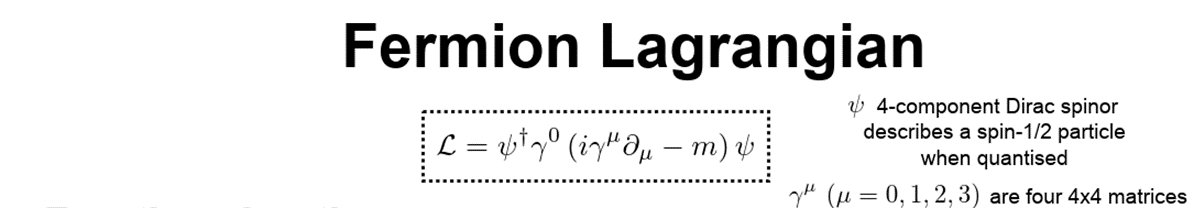 Fermion Lagrangian
ℒ = ψ†γ⁰ (iγ^μ∂_μ − m) ψ
ψ 4-component Dirac spinor
describes a spin-1/2 particle
when quantised
γ^μ (μ = 0, 1, 2, 3) are four 4x4 matrices